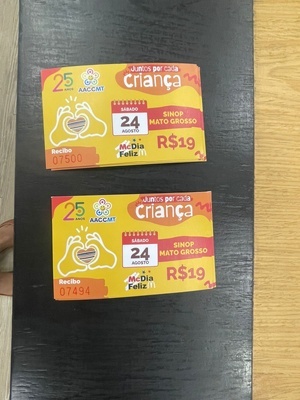 Juntos por cada
Criança
25
ANOS
AACCMT
SÁBADO
24
AGOSTO
SINOP
MATO GROSSO
R$19
McDia
Feliz
Recibo
07500
Juntos por cada
Criança
25
ANOS
AACCMT
SÁBADO
24
AGOSTO
SINOP
MATO GROSSO
R$19
McDia
Feliz
Recibo
07494